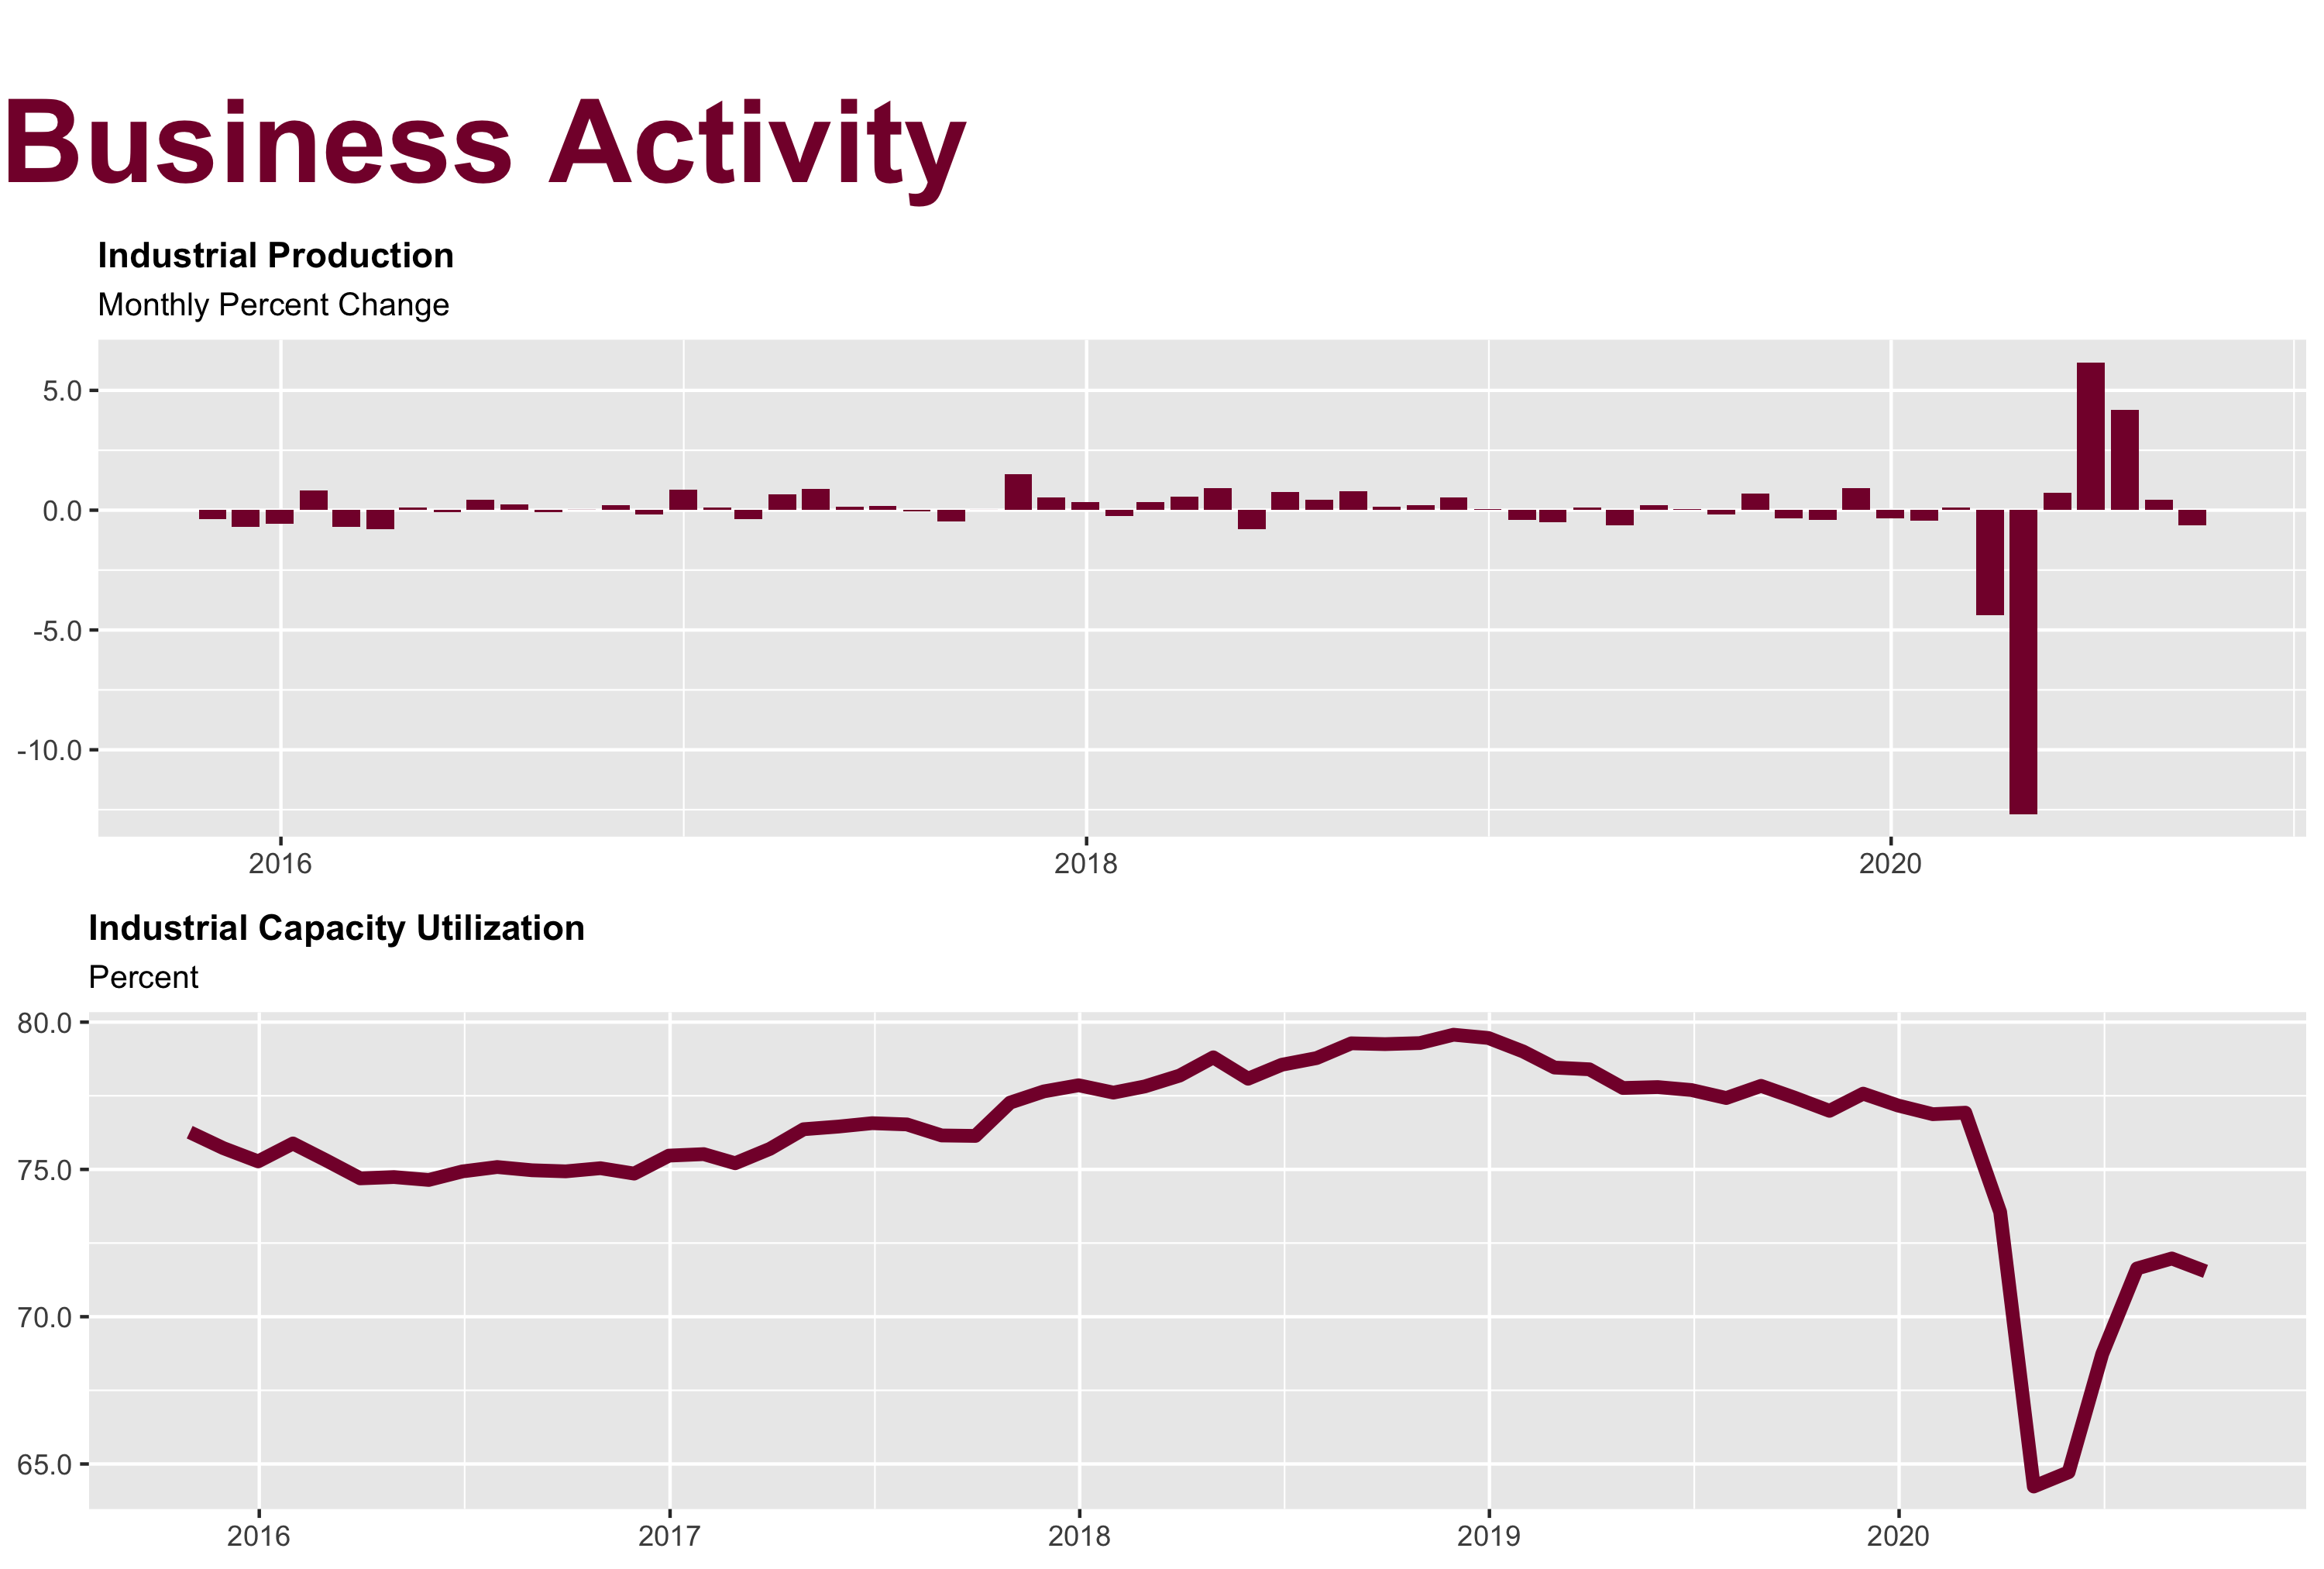 Business Activity
Industrial Production
Monthly Percent Change
5.0
0.0
-5.0
-10.0
2016 2018 2020
Industrial Capacity Utilization
Percent
80.0
75.0
70.0
65.0
2016 2017 2018 2019 2020